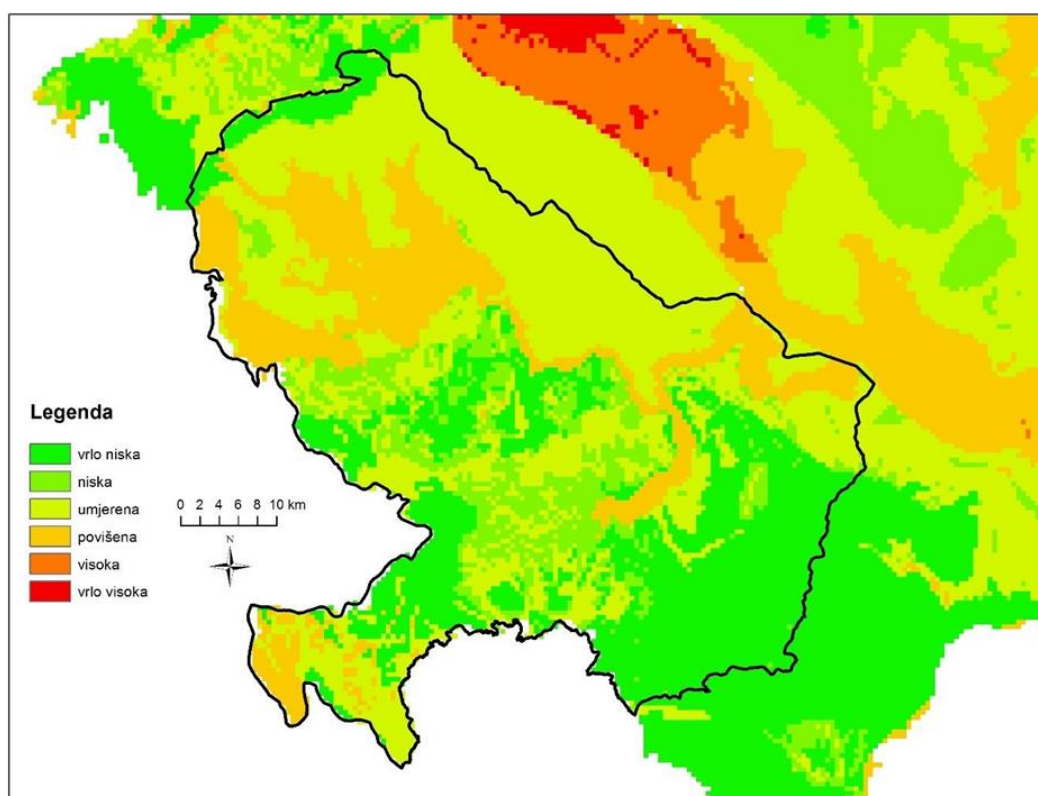 Legenda
vrlo niska
niska
umjerena
povišena
visoka
vrlo visoka
0 2 4 6 8 10 km
N